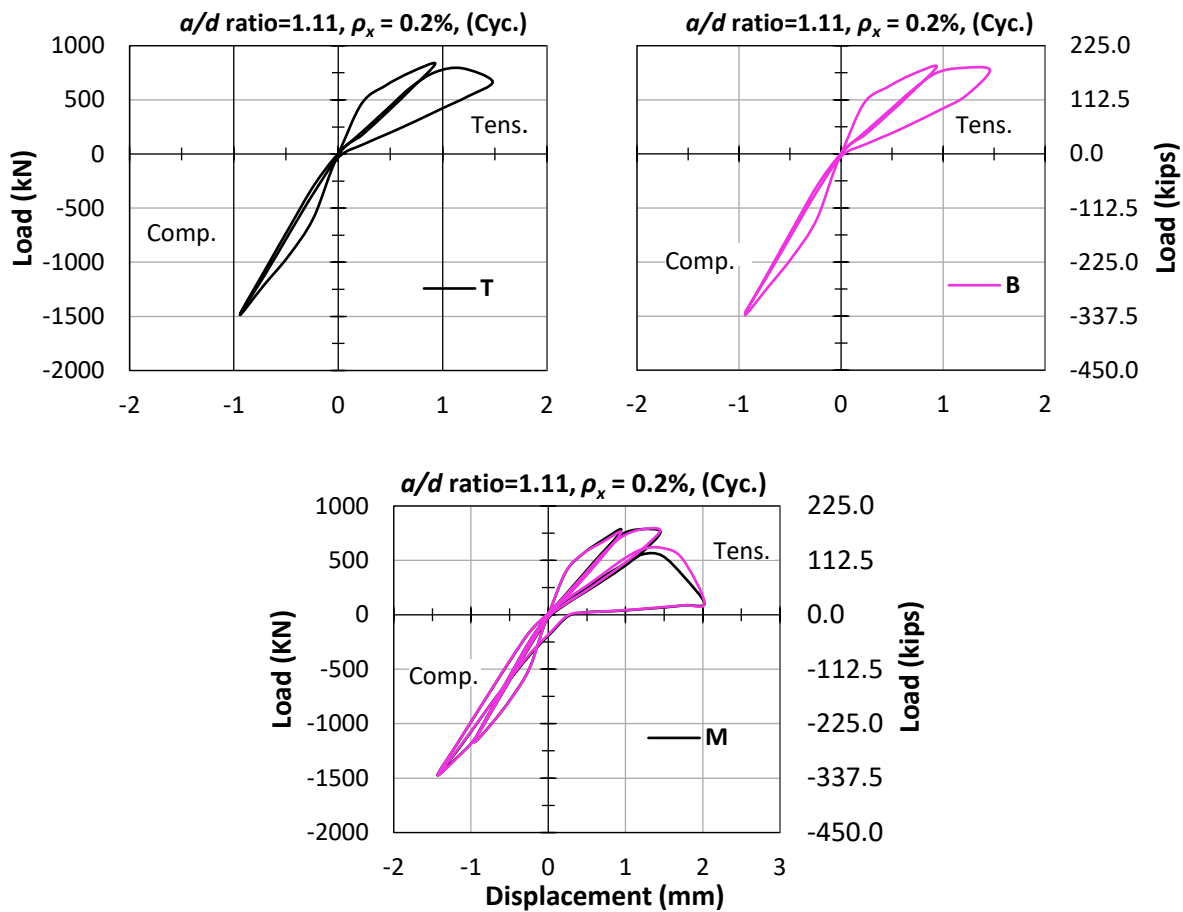 a/d ratio=1.11, ρx = 0.2%, (Cyc.)
1000
500
0
-500
-1000
-1500
-2000
Load (kN)
Tens.
Comp.
T
-2 -1 0 1 2
a/d ratio=1.11, ρx = 0.2%, (Cyc.)
225.0
112.5
0.0
-112.5
-225.0
-337.5
-450.0
Load (kips)
Tens.
Comp.
B
-2 -1 0 1 2
a/d ratio=1.11, ρx = 0.2%, (Cyc.)
1000
500
0
-500
-1000
-1500
-2000
Load (KN)
Tens.
Comp.
M
225.0
112.5
0.0
-112.5
-225.0
-337.5
-450.0
Load (kips)
-2 -1 0 1 2 3
Displacement (mm)